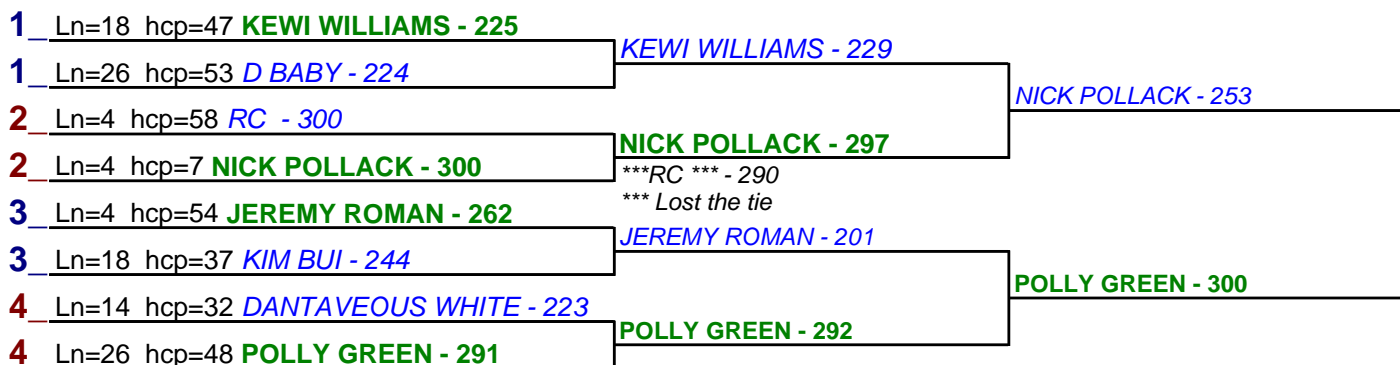 1_ Ln=18 hcp=47 KEWI WILLIAMS - 225
KEWI WILLIAMS - 229
1_ Ln=26 hcp=53 D BABY - 224
NICK POLLACK - 253
2_ Ln=4 hcp=58 RC - 300
NICK POLLACK - 297
2_ Ln=4 hcp=7 NICK POLLACK - 300
***RC *** - 290
*** Lost the tie
3_ Ln=4 hcp=54 JEREMY ROMAN - 262
JEREMY ROMAN - 201
3_ Ln=18 hcp=37 KIM BUI - 244
POLLY GREEN - 300
4_ Ln=14 hcp=32 DANTAVEOUS WHITE - 223
POLLY GREEN - 292
4 Ln=26 hcp=48 POLLY GREEN - 291